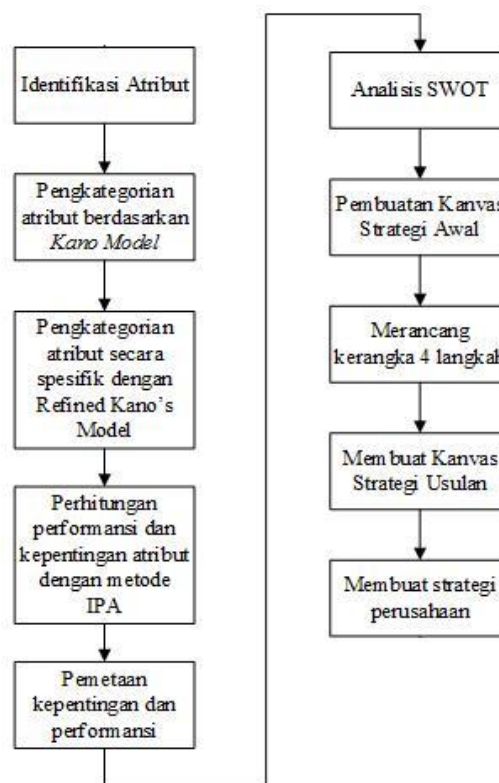 Identifikasi Atribut
Pengkategorian
atribut berdasarkan
Kano Model
Pengkategorian
atribut secara
spesifik dengan
Refined Kano's
Model
Perhitungan
performansi dan
kepentingan atribut
dengan metode
IPA
Pemetaan
kepentingan dan
performansi
Analisis SWOT
Pembuatan Kanvas
Strategi Awal
Merancang
kerangka 4 langkah
Membuat Kanvas
Strategi Usulan
Membuat strategi
perusahaan